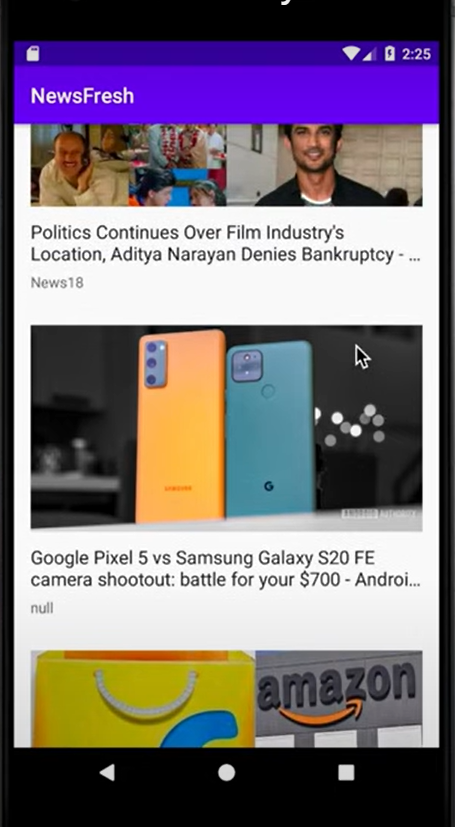 2:25
NewsFresh
Politics Continues Over Film Industry's
Location, Aditya Narayan Denies Bankruptcy - ...
News18
SAMSUNG
G
AUTHORITY
Google Pixel 5 vs Samsung Galaxy S20 FE
camera shootout: battle for your $700 - Androi...
null
amazon